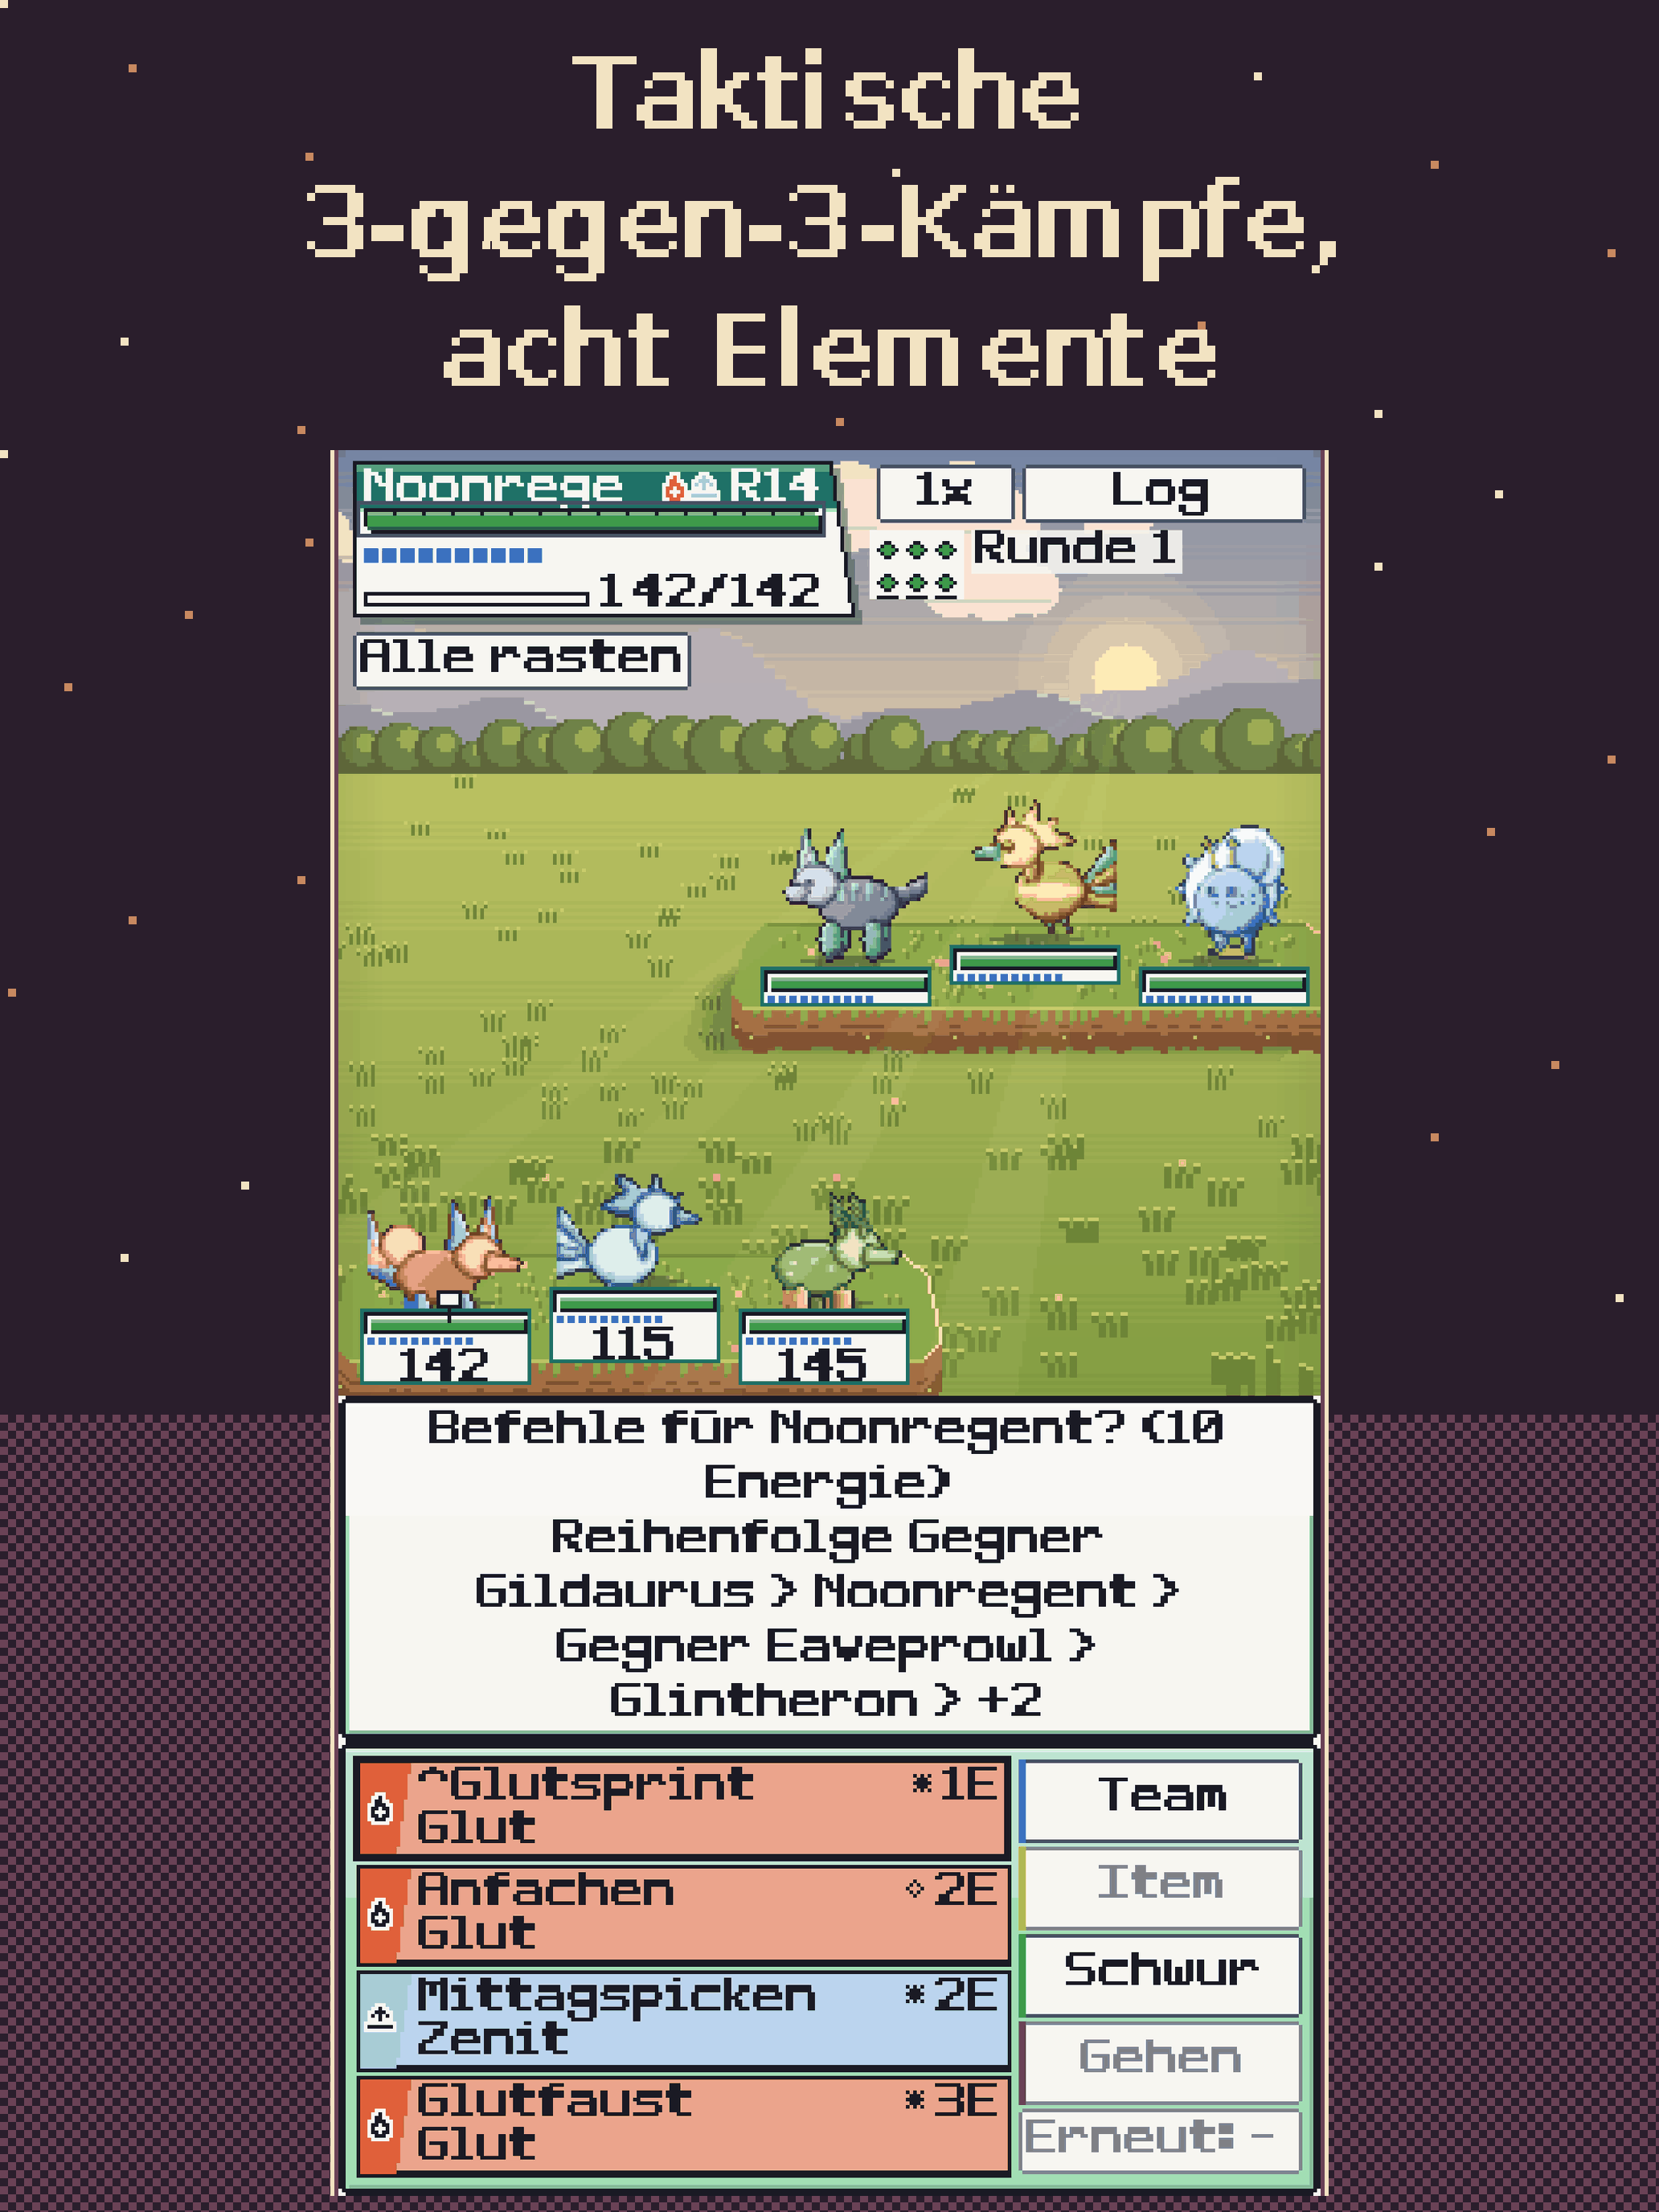 Taktische
3-gegen-3-Kämpfe,
acht Elemente
Noonrege R14
1x
Log
Runde 1
142/142
Alle rasten
142
115
145
Befehle für Noonregent? (10
Energie)
Reihenfolge Gegner
Gildaurus > Noonregent >
Gegner Eaveprowl >
Glintheron > +2
^Glutsprint *1E
Glut
Anfachen ⋄2E
Glut
Mittagspicken *2E
Zenit
Glutfaust *3E
Glut
Team
Item
Schwur
Gehen
Erneut: -